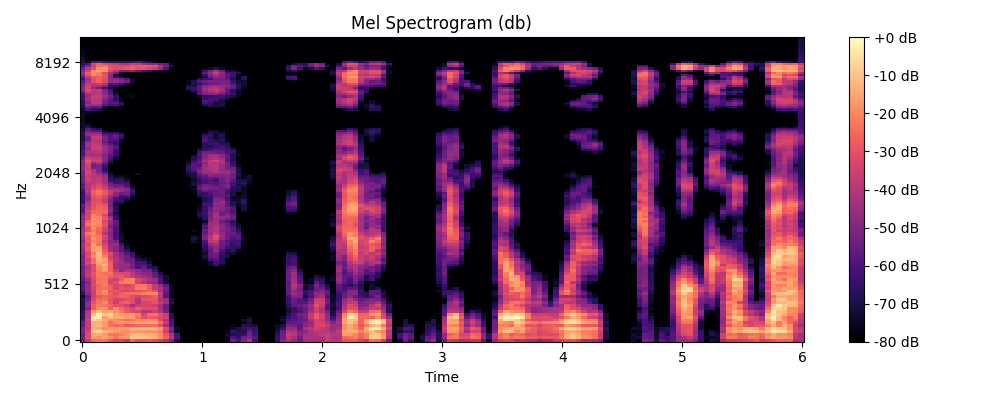 Mel Spectrogram (db)
8192
4096
2048
1024
512
0
Hz
0 1 2 3 4 5 6
Time
+0 dB
-10 dB
-20 dB
-30 dB
-40 dB
-50 dB
-60 dB
-70 dB
-80 dB